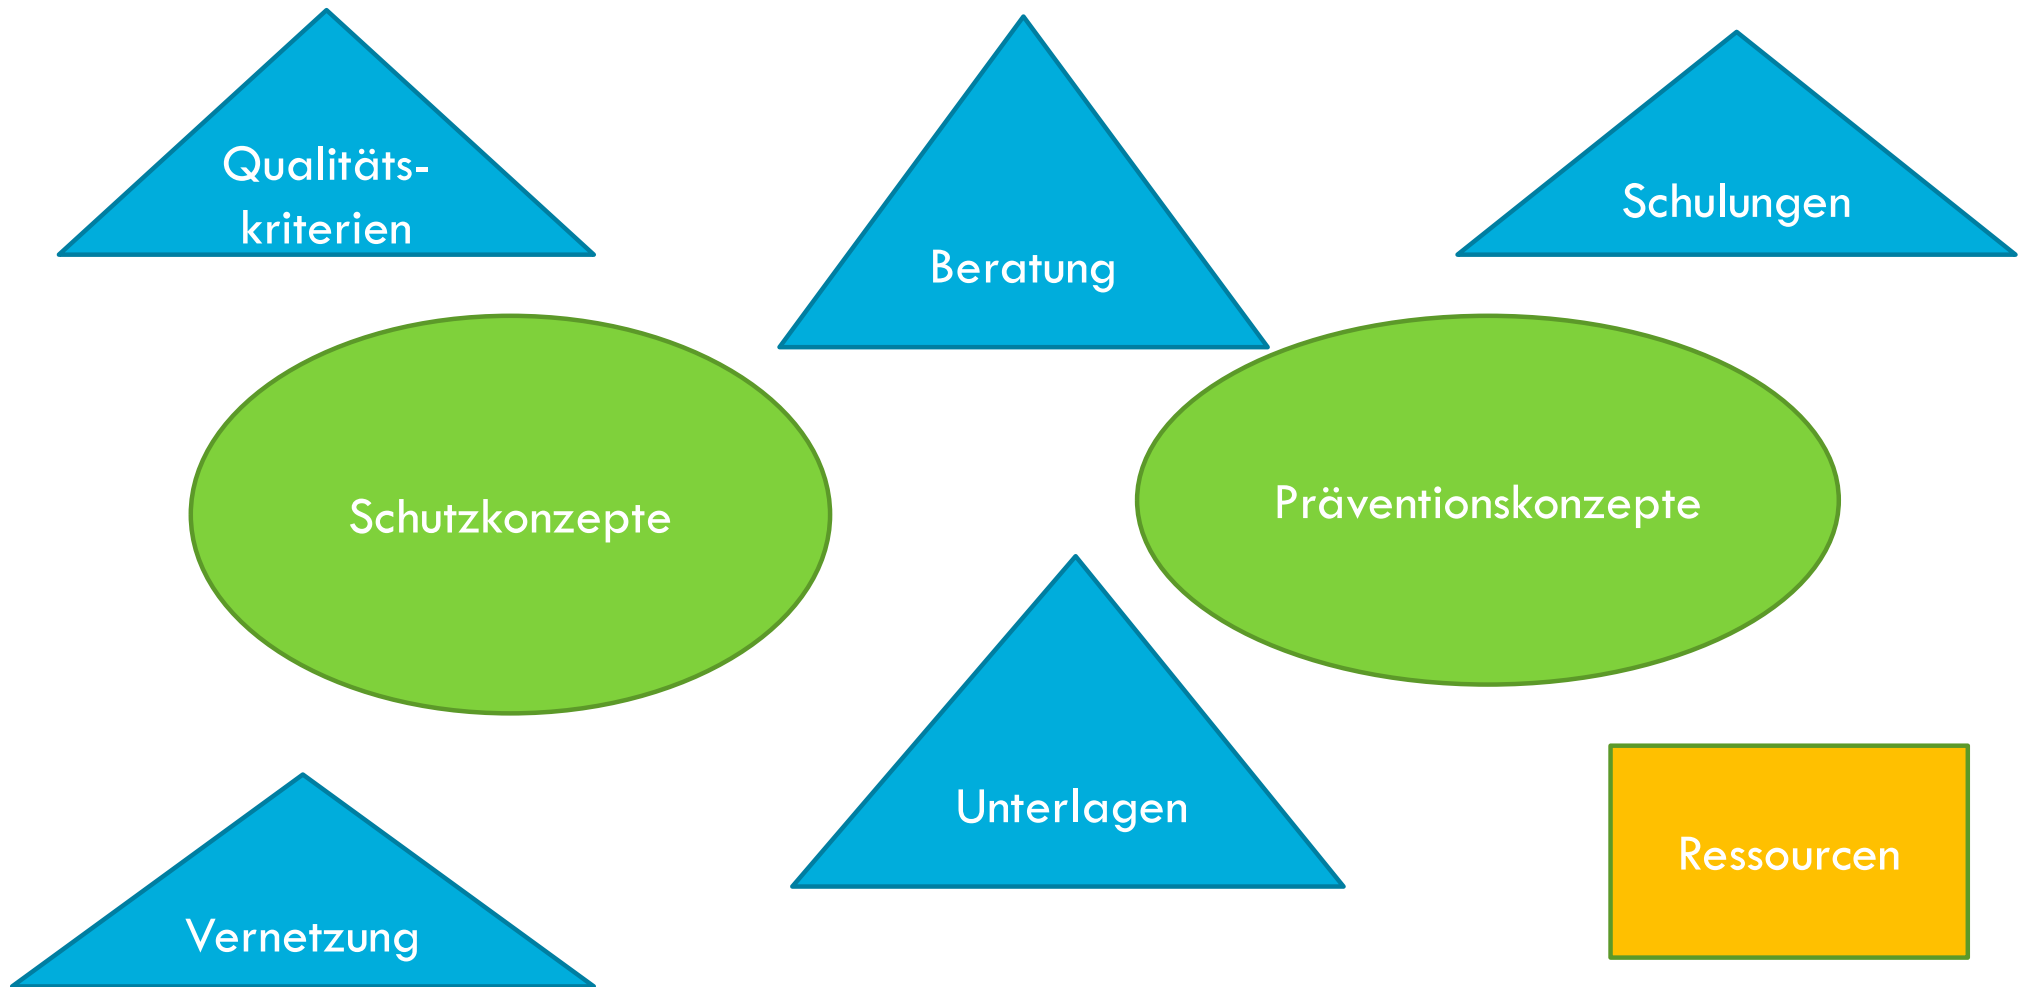 Qualitäts-
kriterien
Beratung
Schulungen
Schutzkonzepte
Präventionskonzepte
Unterlagen
Ressourcen
Vernetzung